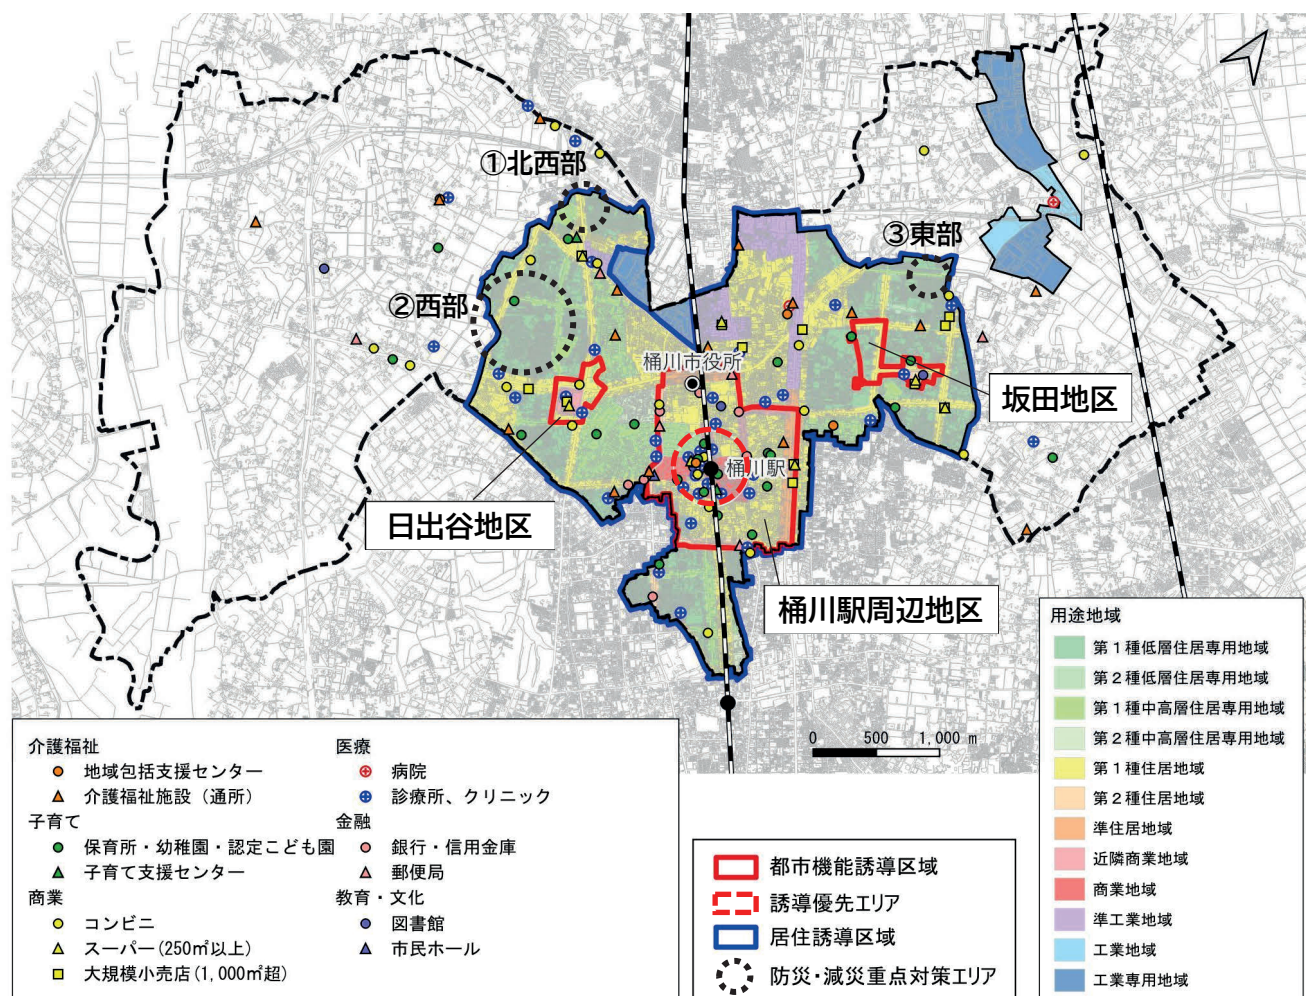 ①北西部
②西部
③東部
桶川市役所
坂田地区
桶川駅
日出谷地区
桶川駅周辺地区
0 500 1,000 m
介護福祉
地域包括支援センター
介護福祉施設（通所）
子育て
保育所・幼稚園・認定こども園
子育て支援センター
商業
コンビニ
スーパー(250㎡以上)
大規模小売店(1,000㎡超)
医療
病院
診療所、クリニック
金融
銀行・信用金庫
郵便局
教育・文化
図書館
市民ホール
都市機能誘導区域
誘導優先エリア
居住誘導区域
防災・減災重点対策エリア
用途地域
第１種低層住居専用地域
第２種低層住居専用地域
第１種中高層住居専用地域
第２種中高層住居専用地域
第１種住居地域
第２種住居地域
準住居地域
近隣商業地域
商業地域
準工業地域
工業地域
工業専用地域